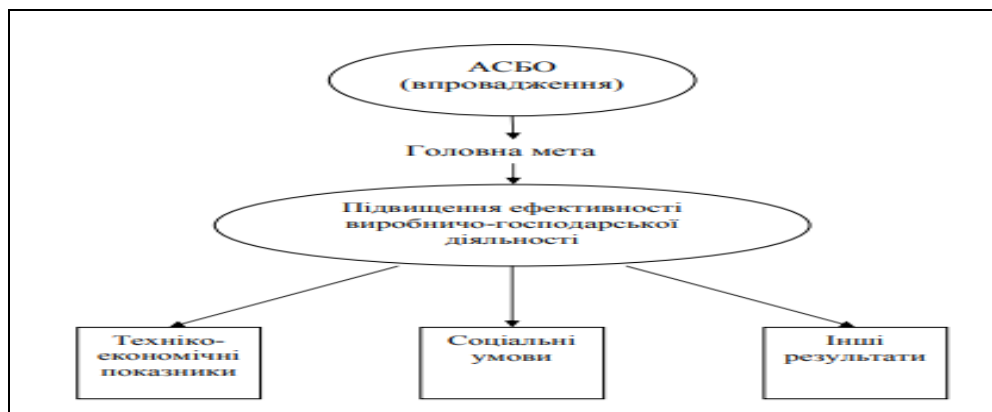 АСБО
(впровадження)
Головна мета
Підвищення ефективності
виробничо-господарської
діяльності
Техніко-
економічні
показники
Соціальні
умови
Інші
результати